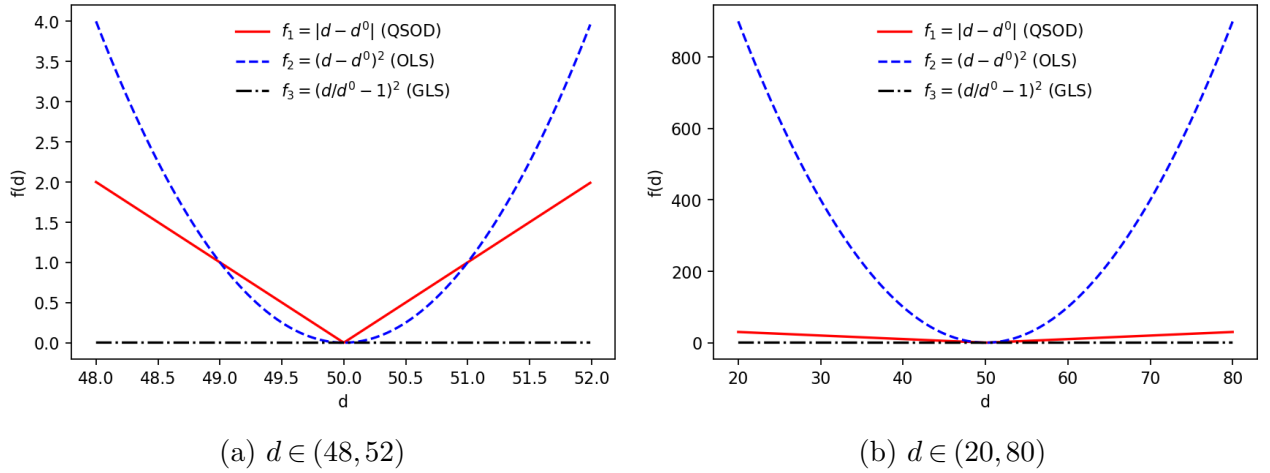 4.0
3.5
3.0
2.5
2.0
1.5
1.0
0.5
0.0
f(d)
f₁ = |d − d⁰| (QSOD)
f₂ = (d − d⁰)² (OLS)
f₃ = (d/d⁰ − 1)² (GLS)
48.0 48.5 49.0 49.5 50.0 50.5 51.0 51.5 52.0
d
(a) d ∈ (48, 52)
800
600
400
200
0
f(d)
f₁ = |d − d⁰| (QSOD)
f₂ = (d − d⁰)² (OLS)
f₃ = (d/d⁰ − 1)² (GLS)
20 30 40 50 60 70 80
d
(b) d ∈ (20, 80)